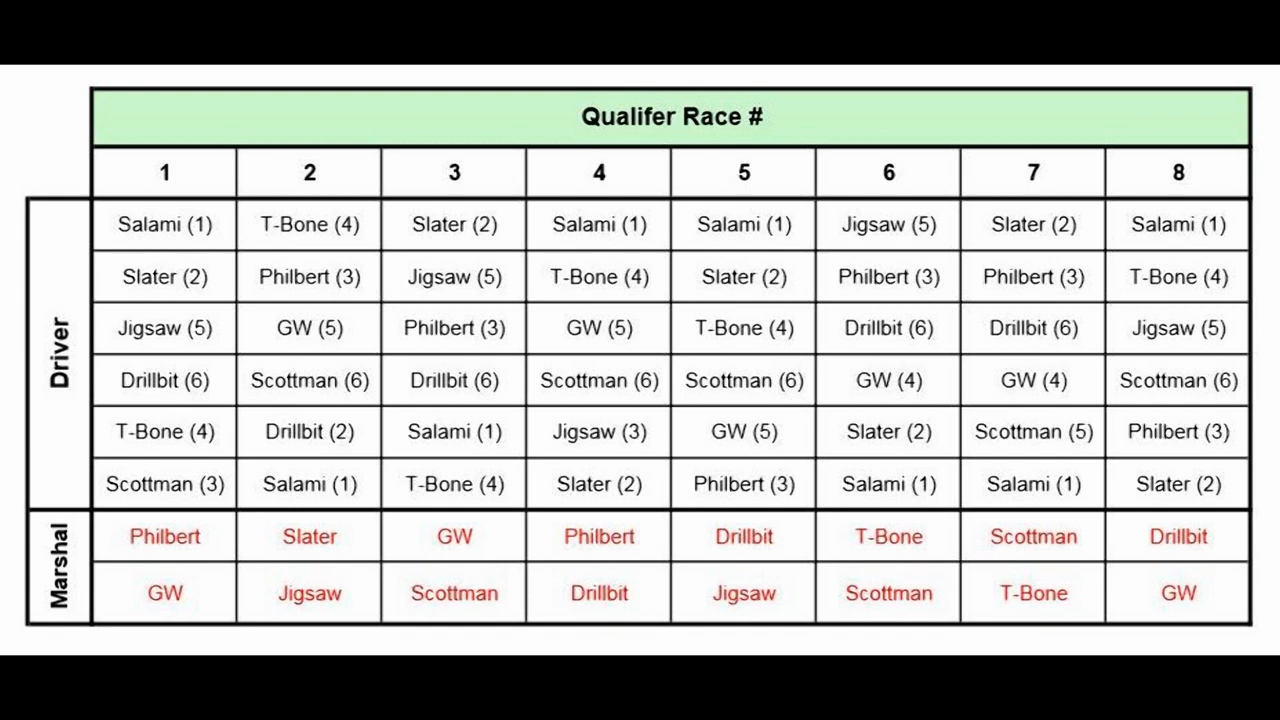 Qualifer Race #
1 2 3 4 5 6 7 8
Driver
Salami (1) T-Bone (4) Slater (2) Salami (1) Salami (1) Jigsaw (5) Slater (2) Salami (1)
Slater (2) Philbert (3) Jigsaw (5) T-Bone (4) Slater (2) Philbert (3) Philbert (3) T-Bone (4)
Jigsaw (5) GW (5) Philbert (3) GW (5) T-Bone (4) Drillbit (6) Drillbit (6) Jigsaw (5)
Drillbit (6) Scottman (6) Drillbit (6) Scottman (6) Scottman (6) GW (4) GW (4) Scottman (6)
T-Bone (4) Drillbit (2) Salami (1) Jigsaw (3) GW (5) Slater (2) Scottman (5) Philbert (3)
Scottman (3) Salami (1) T-Bone (4) Slater (2) Philbert (3) Salami (1) Salami (1) Slater (2)
Marshal
Philbert Slater GW Philbert Drillbit T-Bone Scottman Drillbit
GW Jigsaw Scottman Drillbit Jigsaw Scottman T-Bone GW